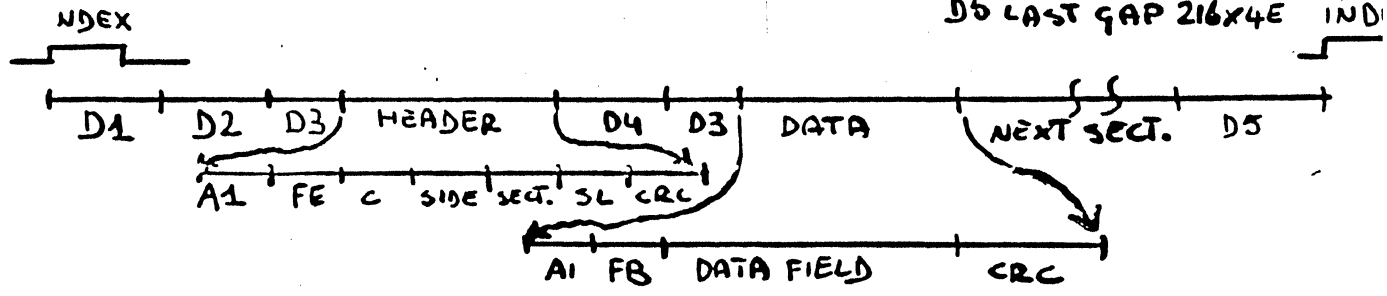 NDEX D5 LAST GAP 216X4E INDE
D1 D2 D3 HEADER D4 D3 DATA NEXT SECT. D5
A1 FE C SIDE SECT. SL CRC
A1 FB DATA FIELD CRC